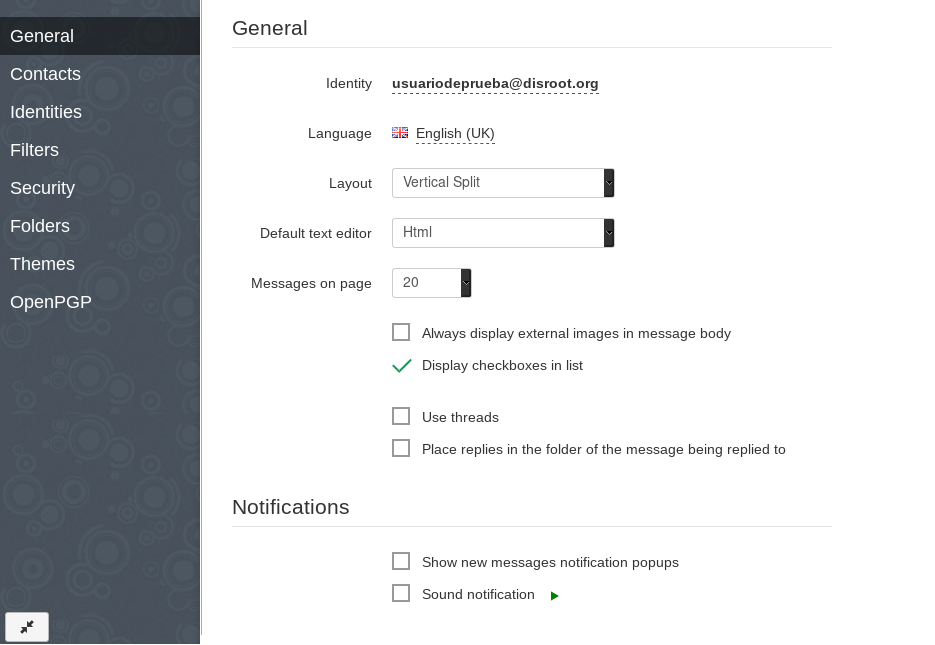 General
Contacts
Identities
Filters
Security
Folders
Themes
OpenPGP
General
Identity usuariodeprueba@disroot.org
Language English (UK)
Layout Vertical Split
Default text editor Html
Messages on page 20
Always display external images in message body
Display checkboxes in list
Use threads
Place replies in the folder of the message being replied to
Notifications
Show new messages notification popups
Sound notification